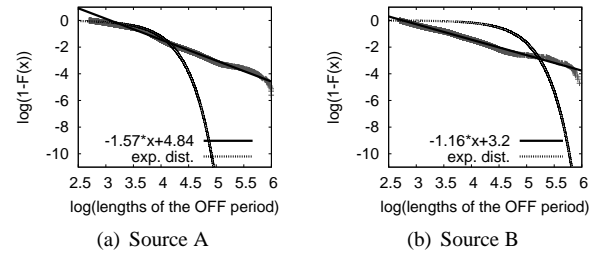 log(1-F(x))
0
-2
-4
-6
-8
-10
-1.57*x+4.84
exp. dist.
2.5 3 3.5 4 4.5 5 5.5 6
log(lengths of the OFF period)
(a) Source A
log(1-F(x))
0
-2
-4
-6
-8
-10
-1.16*x+3.2
exp. dist.
2.5 3 3.5 4 4.5 5 5.5 6
log(lengths of the OFF period)
(b) Source B